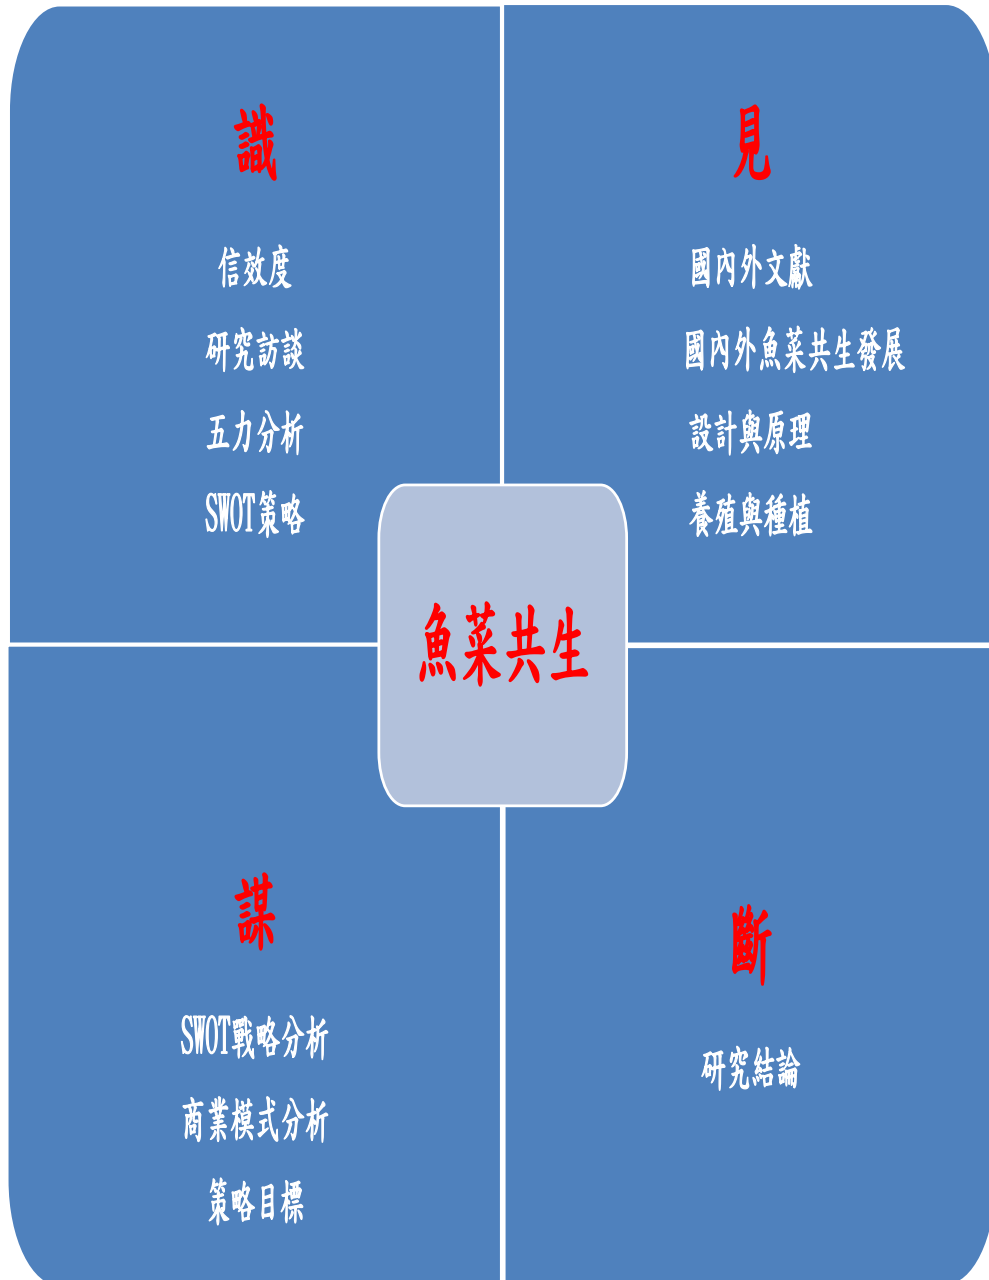 識
信效度
研究訪談
五力分析
SWOT策略
見
國內外文獻
國內外魚菜共生發展
設計與原理
養殖與種植
魚菜共生
謀
SWOT戰略分析
商業模式分析
策略目標
斷
研究結論